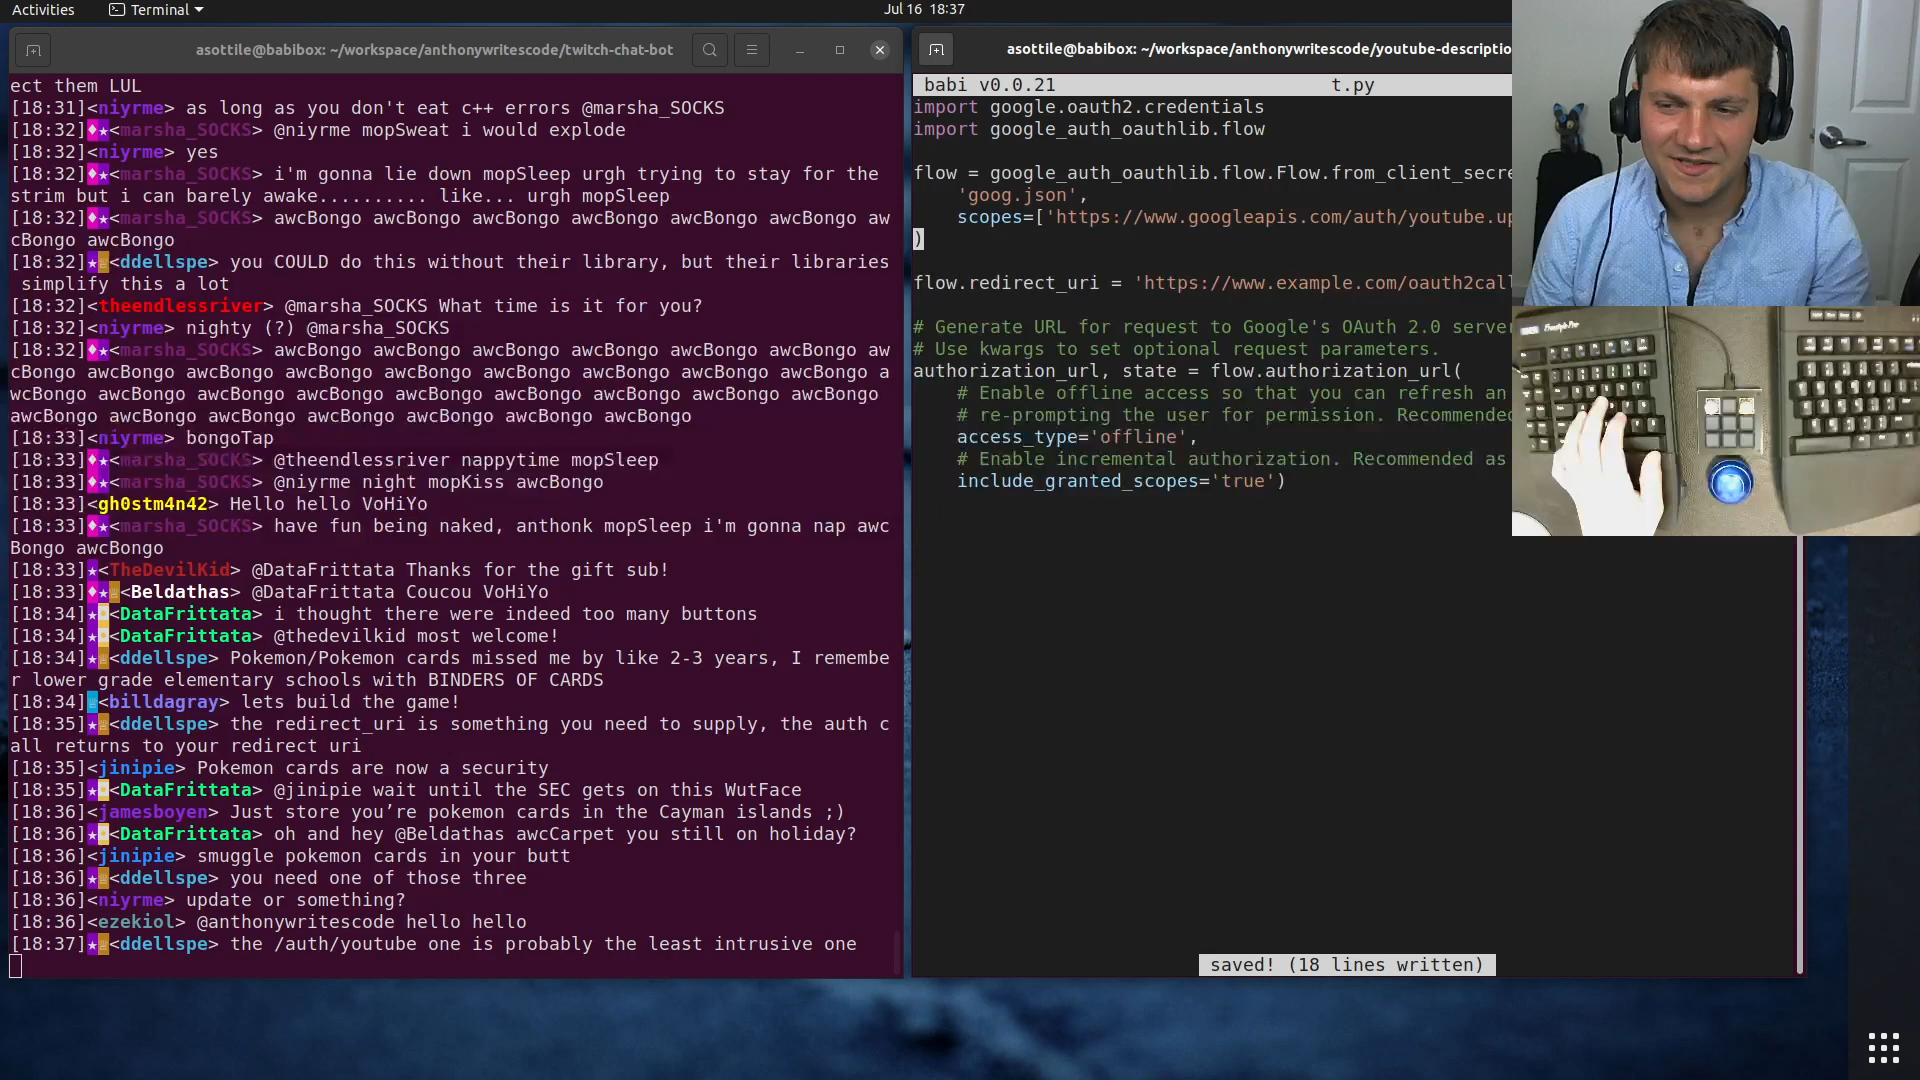 Activities
Terminal
Jul 16 18:37
asottile@babibox: ~/workspace/anthonywritescode/twitch-chat-bot
ect them LUL
[18:31]<niyrme> as long as you don't eat c++ errors @marsha_SOCKS
[18:32]<marsha_SOCKS> @niyrme mopSweat i would explode
[18:32]<niyrme> yes
[18:32]<marsha_SOCKS> i'm gonna lie down mopSleep urgh trying to stay for the
strim but i can barely awake.......... like... urgh mopSleep
[18:32]<marsha_SOCKS> awcBongo awcBongo awcBongo awcBongo awcBongo awcBongo aw
cBongo awcBongo
[18:32]<ddellspe> you COULD do this without their library, but their libraries
simplify this a lot
[18:32]<theendlessriver> @marsha_SOCKS What time is it for you?
[18:32]<niyrme> nighty (?) @marsha_SOCKS
[18:32]<marsha_SOCKS> awcBongo awcBongo awcBongo awcBongo awcBongo awcBongo aw
cBongo awcBongo awcBongo awcBongo awcBongo awcBongo awcBongo awcBongo awcBongo a
wcBongo awcBongo awcBongo awcBongo awcBongo awcBongo awcBongo awcBongo awcBongo
awcBongo awcBongo awcBongo awcBongo awcBongo awcBongo awcBongo
[18:33]<niyrme> bongoTap
[18:33]<marsha_SOCKS> @theendlessriver nappytime mopSleep
[18:33]<marsha_SOCKS> @niyrme night mopKiss awcBongo
[18:33]<gh0stm4n42> Hello hello VoHiYo
[18:33]<marsha_SOCKS> have fun being naked, anthonk mopSleep i'm gonna nap awc
Bongo awcBongo
[18:33]<TheDevilKid> @DataFrittata Thanks for the gift sub!
[18:33]<Beldathas> @DataFrittata Coucou VoHiYo
[18:34]<DataFrittata> i thought there were indeed too many buttons
[18:34]<DataFrittata> @thedevilkid most welcome!
[18:34]<ddellspe> Pokemon/Pokemon cards missed me by like 2-3 years, I remembe
r lower grade elementary schools with BINDERS OF CARDS
[18:34]<billdagray> lets build the game!
[18:35]<ddellspe> the redirect_uri is something you need to supply, the auth c
all returns to your redirect uri
[18:35]<jinipie> Pokemon cards are now a security
[18:35]<DataFrittata> @jinipie wait until the SEC gets on this WutFace
[18:36]<jamesboyen> Just store you’re pokemon cards in the Cayman islands ;)
[18:36]<DataFrittata> oh and hey @Beldathas awcCarpet you still on holiday?
[18:36]<jinipie> smuggle pokemon cards in your butt
[18:36]<ddellspe> you need one of those three
[18:36]<niyrme> update or something?
[18:36]<ezekiol> @anthonywritescode hello hello
[18:37]<ddellspe> the /auth/youtube one is probably the least intrusive one
asottile@babibox: ~/workspace/anthonywritescode/youtube-descriptio
babi v0.0.21 t.py
import google.oauth2.credentials
import google_auth_oauthlib.flow
flow = google_auth_oauthlib.flow.Flow.from_client_secre
'goog.json',
scopes=['https://www.googleapis.com/auth/youtube.up
)
flow.redirect_uri = 'https://www.example.com/oauth2call
# Generate URL for request to Google's OAuth 2.0 server
# Use kwargs to set optional request parameters.
authorization_url, state = flow.authorization_url(
# Enable offline access so that you can refresh an
# re-prompting the user for permission. Recommended
access_type='offline',
# Enable incremental authorization. Recommended as
include_granted_scopes='true')
saved! (18 lines written)